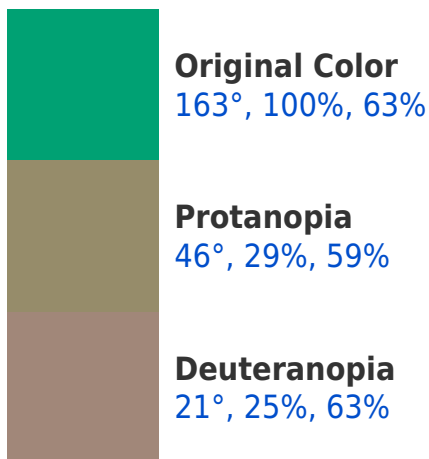 Original Color
163°, 100%, 63%
Protanopia
46°, 29%, 59%
Deuteranopia
21°, 25%, 63%